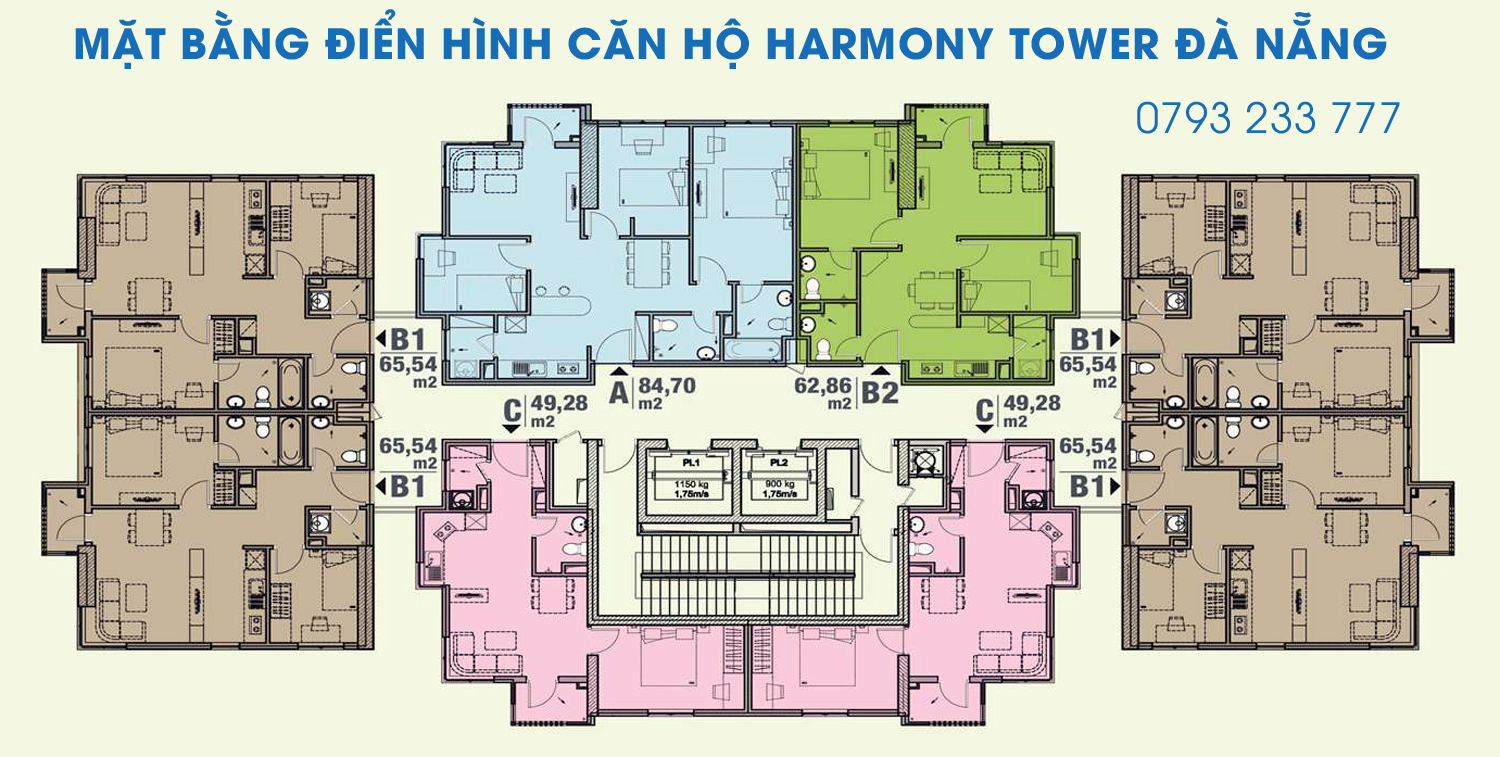 MẶT BẰNG ĐIỂN HÌNH CĂN HỘ HARMONY TOWER ĐÀ NẴNG
0793 233 777
B1
65,54
m2
A
84,70
m2
62,86
m2
B2
B1
65,54
m2
C
49,28
m2
C
49,28
m2
65,54
m2
B1
65,54
m2
B1
PL1
1150 kg
1,75m/s
PL2
900 kg
1,75m/s